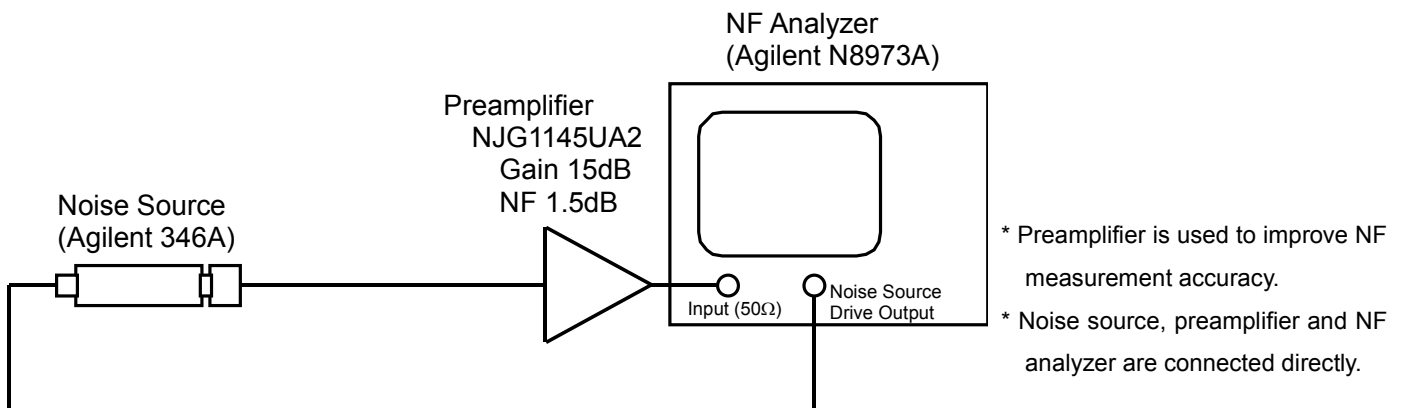 NF Analyzer
(Agilent N8973A)
Preamplifier
NJG1145UA2
Gain 15dB
NF 1.5dB
Noise Source
(Agilent 346A)
Input (50Ω)
Noise Source
Drive Output
* Preamplifier is used to improve NF
measurement accuracy.
* Noise source, preamplifier and NF
analyzer are connected directly.